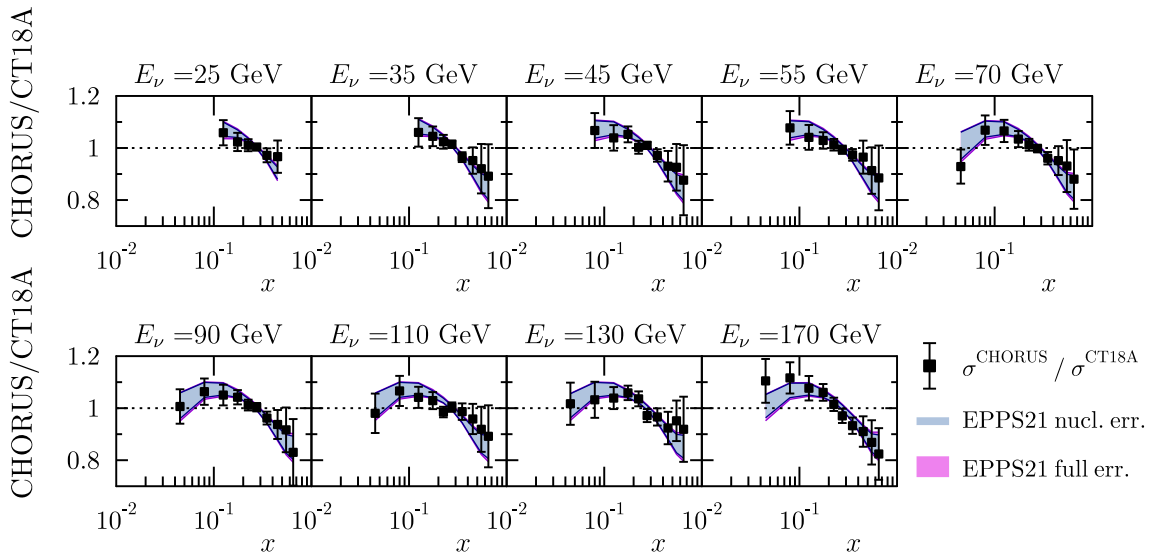 CHORUS/CT18A
E_ν =25 GeV
E_ν =35 GeV
E_ν =45 GeV
E_ν =55 GeV
E_ν =70 GeV
1.2
1
0.8
10⁻² 10⁻¹ 10⁻² 10⁻¹ 10⁻² 10⁻¹ 10⁻² 10⁻¹ 10⁻² 10⁻¹
x x x x x
CHORUS/CT18A
E_ν =90 GeV
E_ν =110 GeV
E_ν =130 GeV
E_ν =170 GeV
1.2
1
0.8
10⁻² 10⁻¹ 10⁻² 10⁻¹ 10⁻² 10⁻¹ 10⁻² 10⁻¹
x x x x
σ^CHORUS / σ^CT18A
EPPS21 nucl. err.
EPPS21 full err.